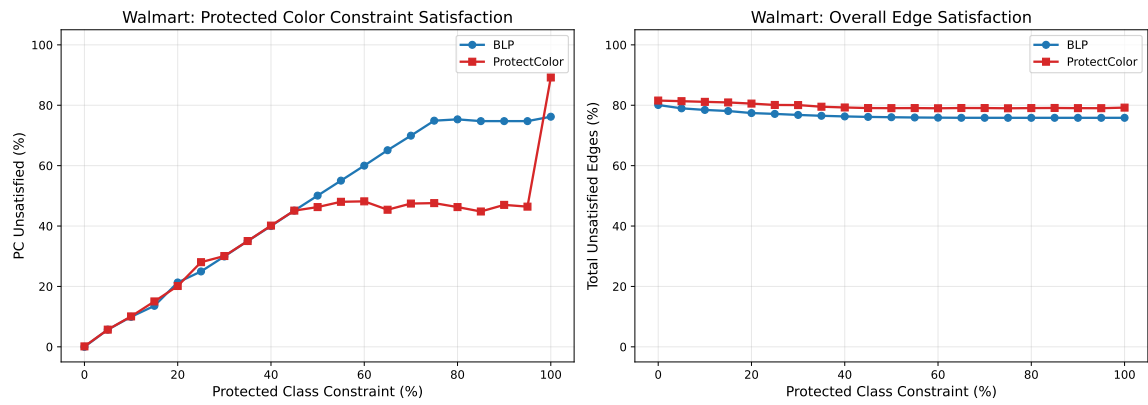 Walmart: Protected Color Constraint Satisfaction
PC Unsatisfied (%)
100
80
60
40
20
0
BLP
ProtectColor
0 20 40 60 80 100
Protected Class Constraint (%)
Walmart: Overall Edge Satisfaction
Total Unsatisfied Edges (%)
100
80
60
40
20
0
BLP
ProtectColor
0 20 40 60 80 100
Protected Class Constraint (%)